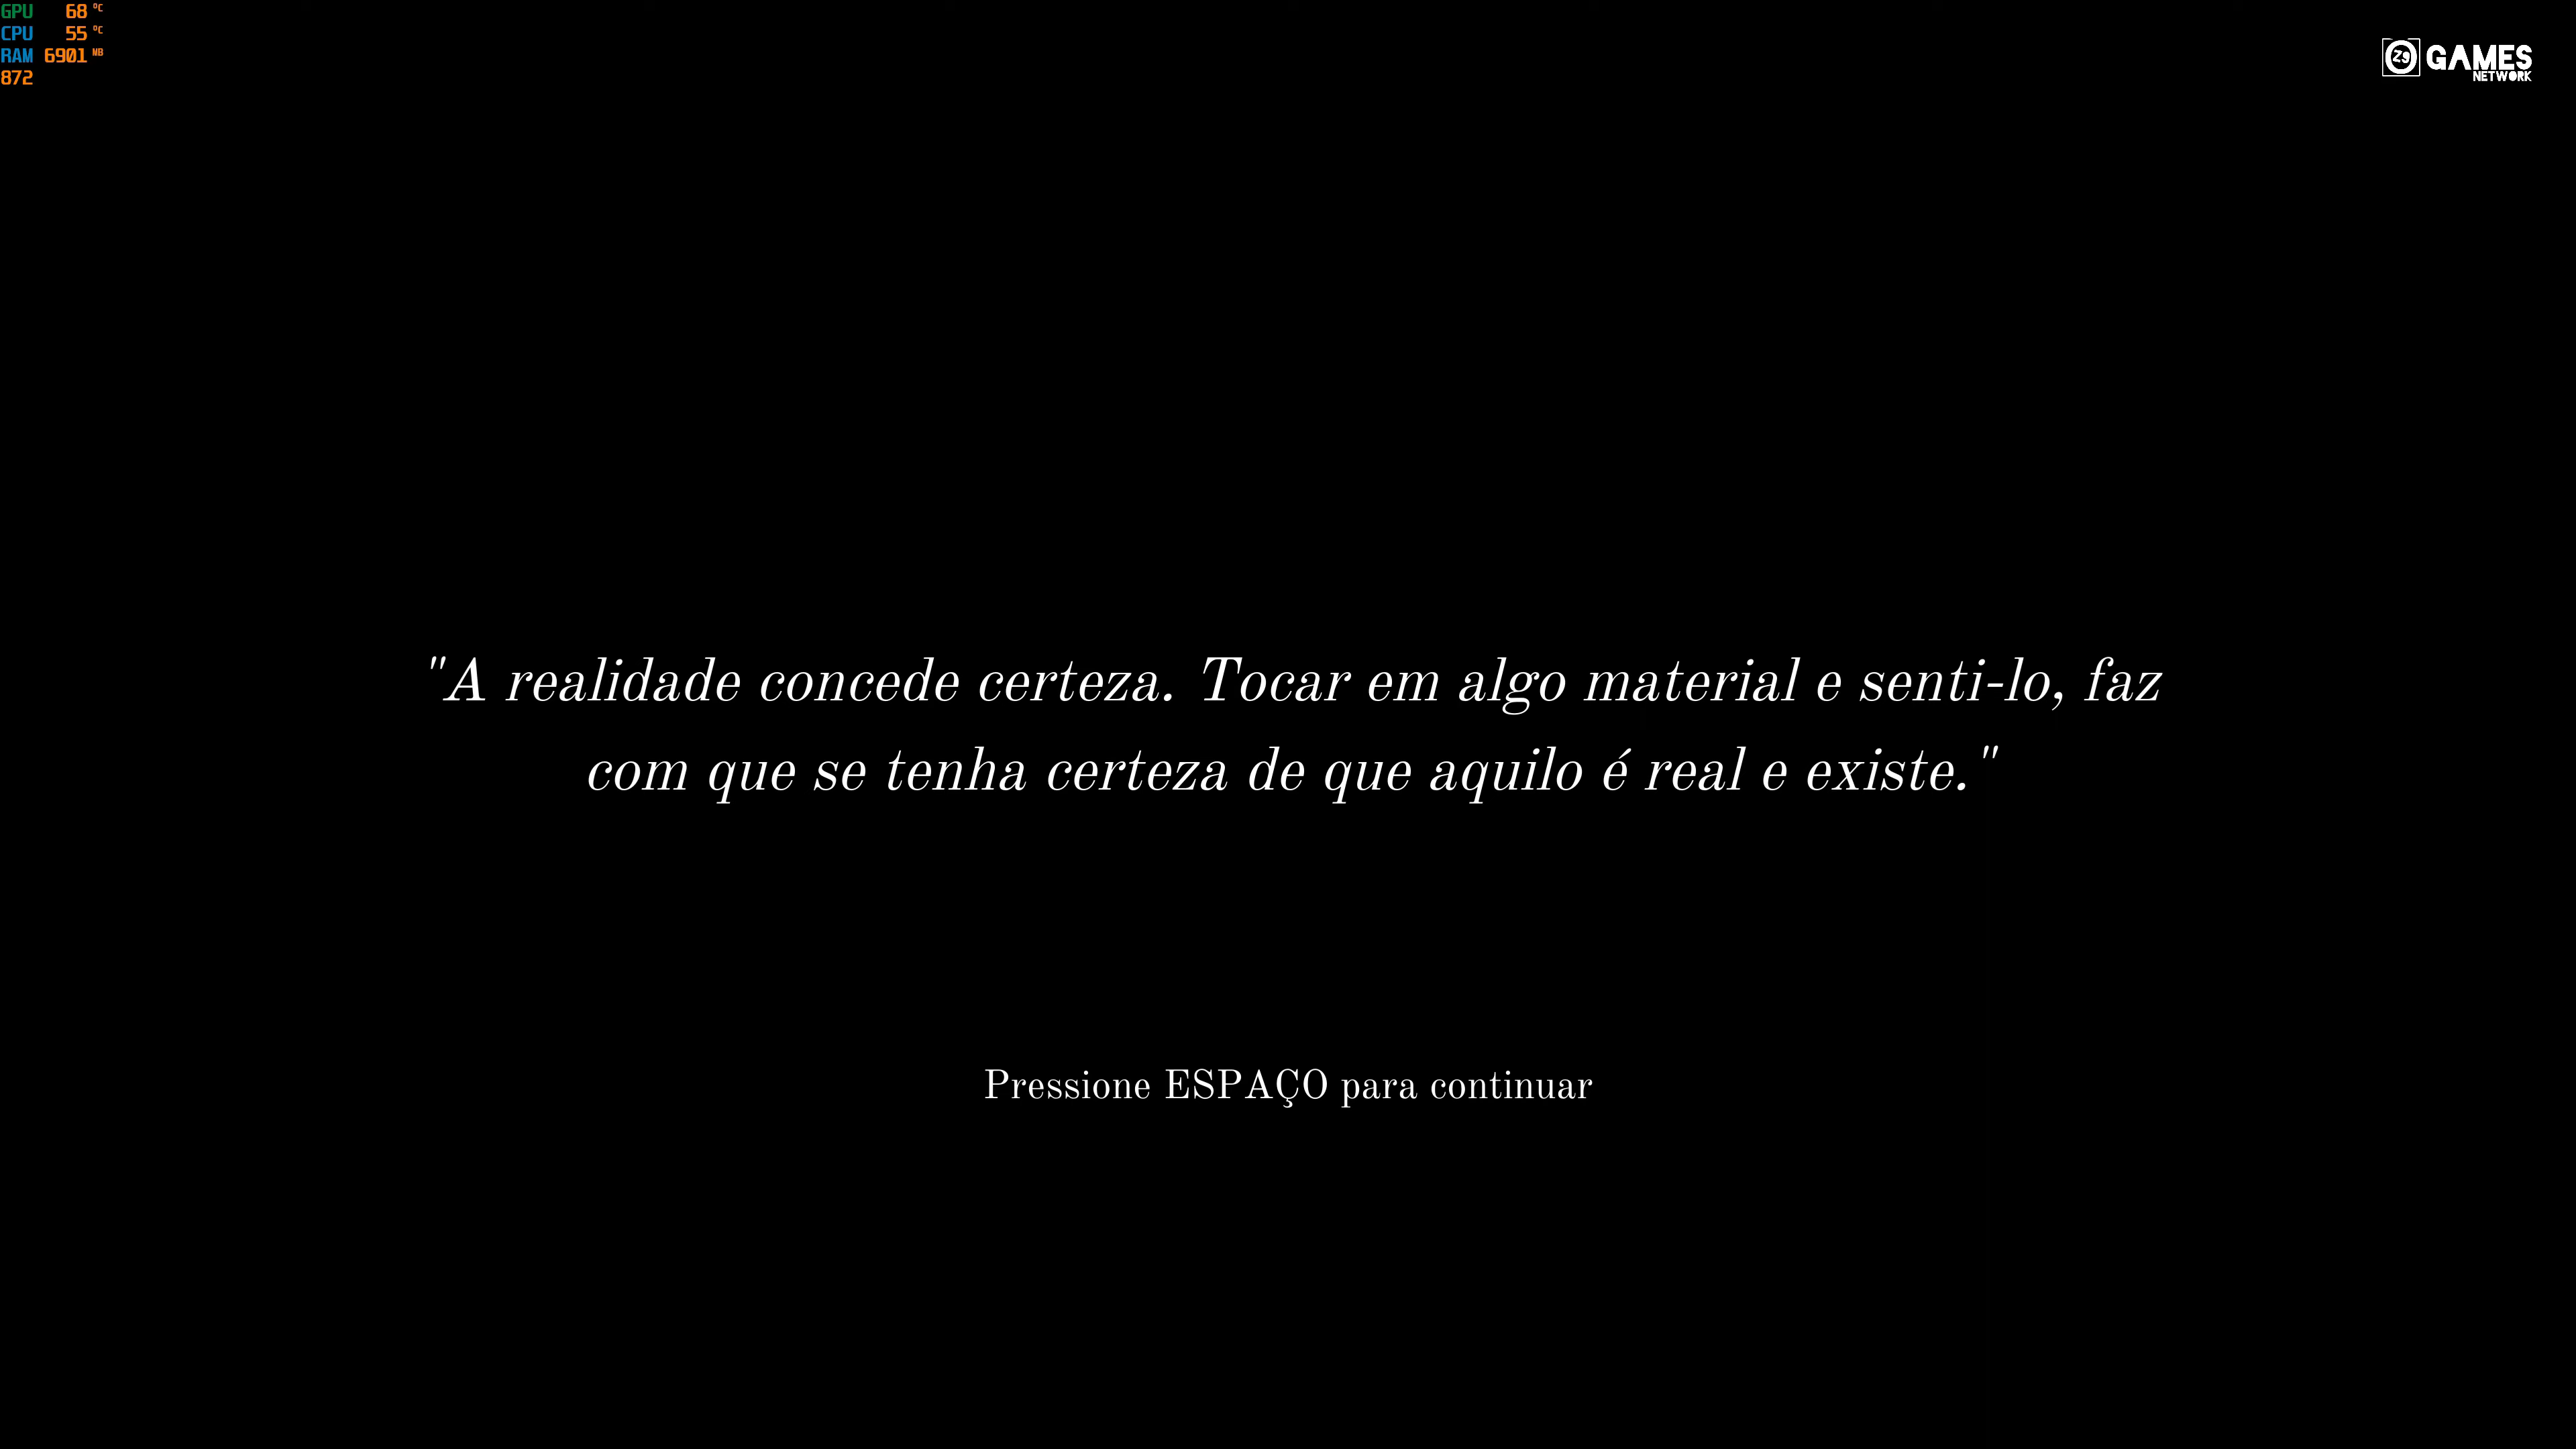 GPU 68 °C
CPU 55 °C
RAM 6901 MB
872
Z9 GAMES
NETWORK
"A realidade concede certeza. Tocar em algo material e senti-lo, faz
com que se tenha certeza de que aquilo é real e existe."
Pressione ESPAÇO para continuar